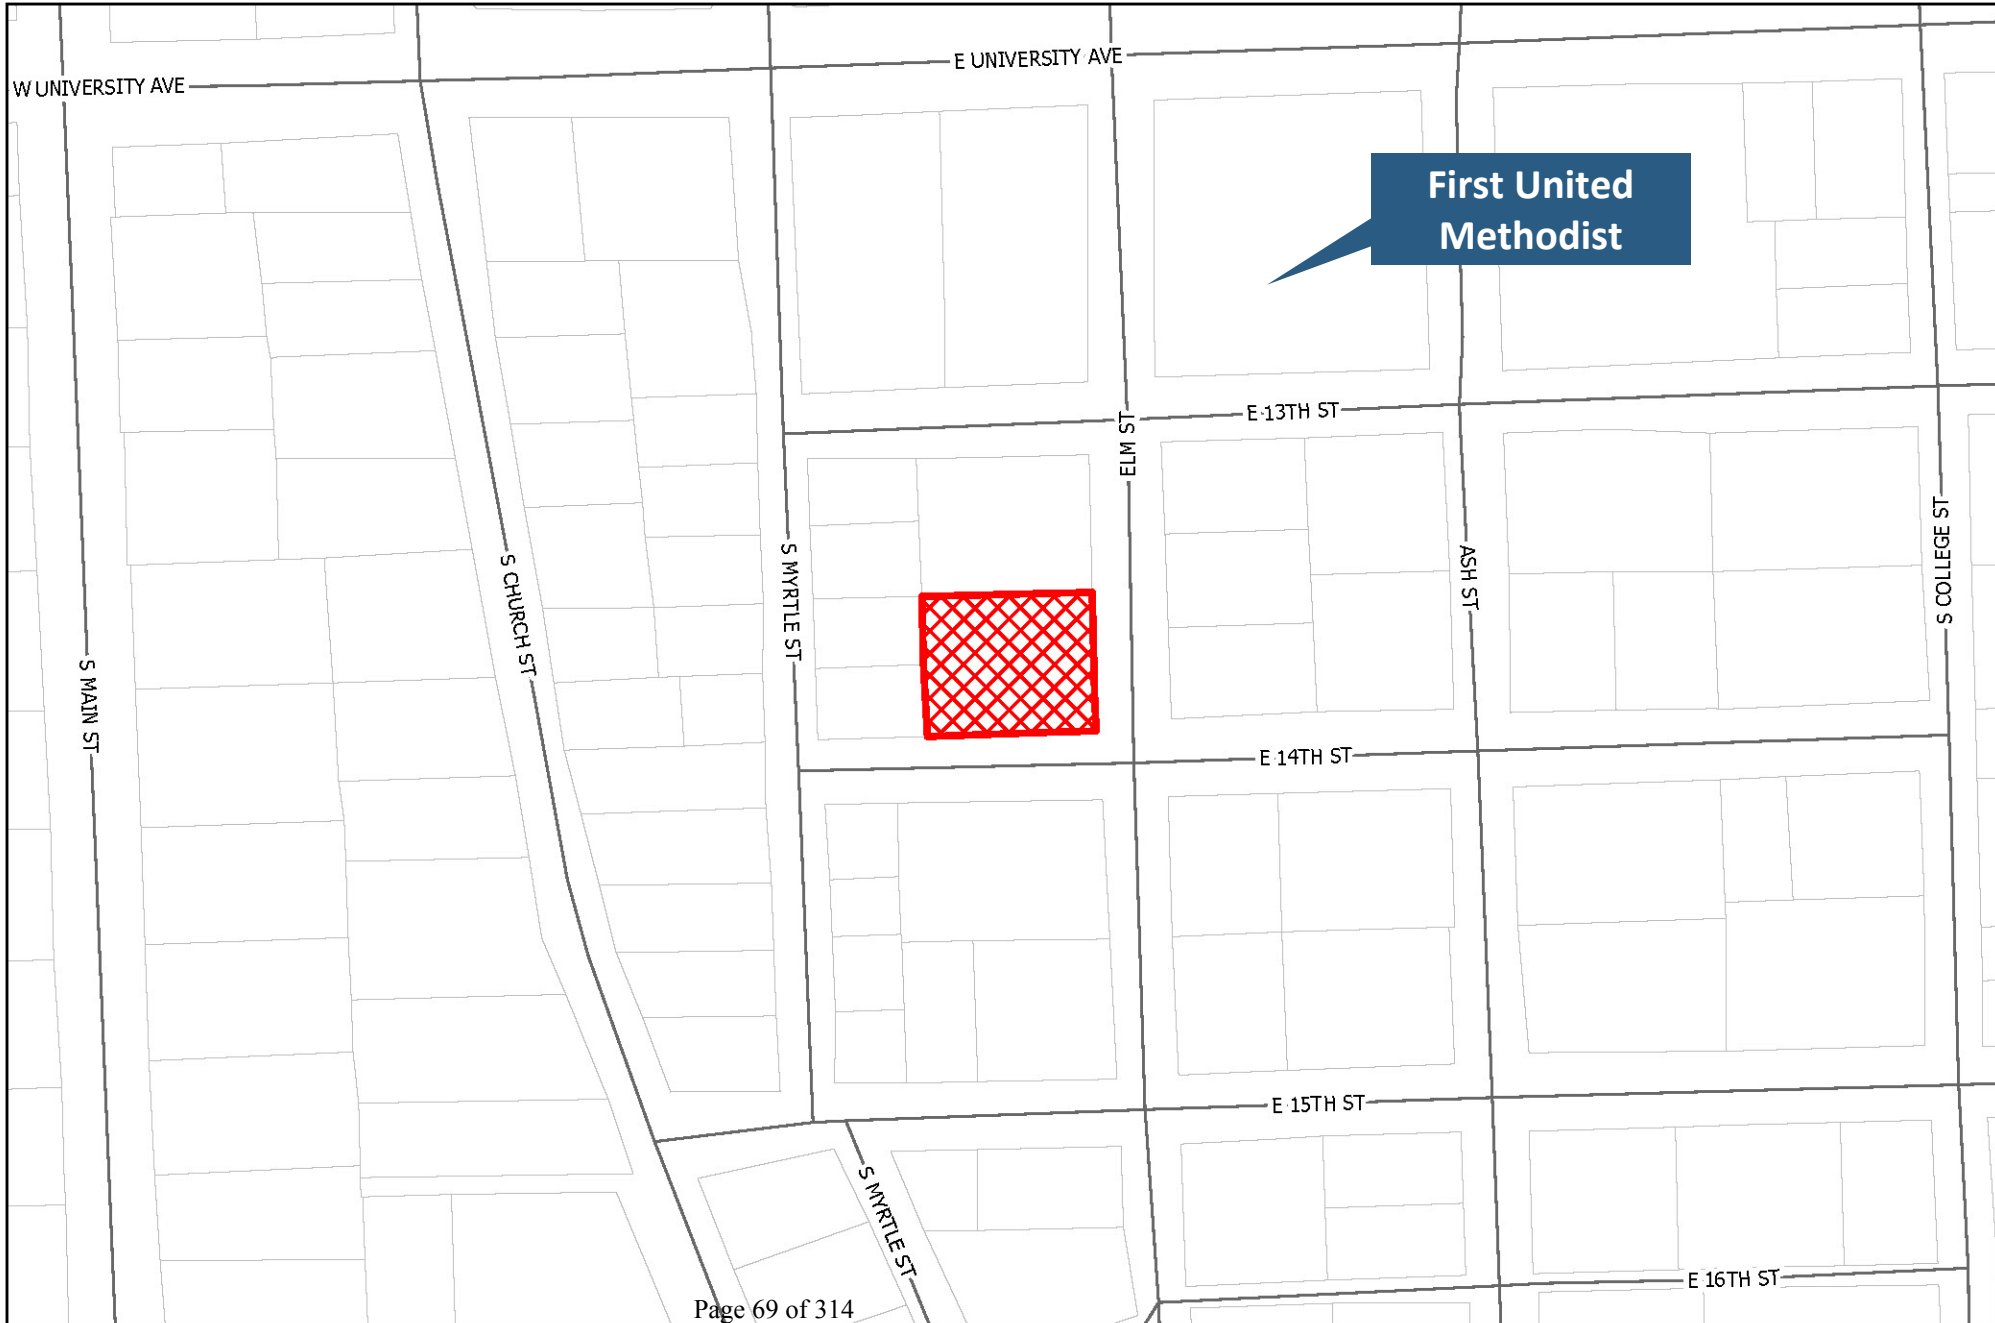 E UNIVERSITY AVE
W UNIVERSITY AVE
First United
Methodist
E 13TH ST
ELM ST
S MYRTLE ST
S CHURCH ST
ASH ST
S COLLEGE ST
S MAIN ST
E 14TH ST
E 15TH ST
S MYRTLE ST
E 16TH ST
Page 69 of 314